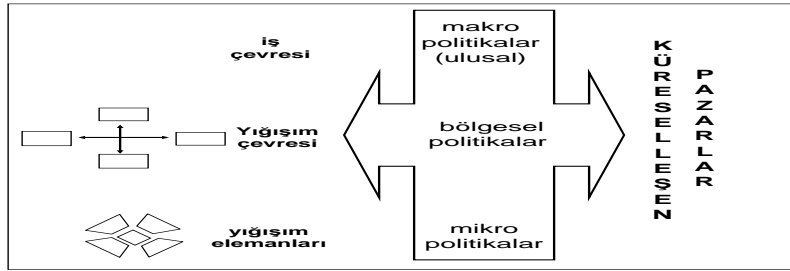 iş
çevresi
makro
politikalar
(ulusal)
Yığışım
çevresi
bölgesel
politikalar
yığışım
elemanları
mikro
politikalar
KÜRESELLEŞEN
PAZARLAR